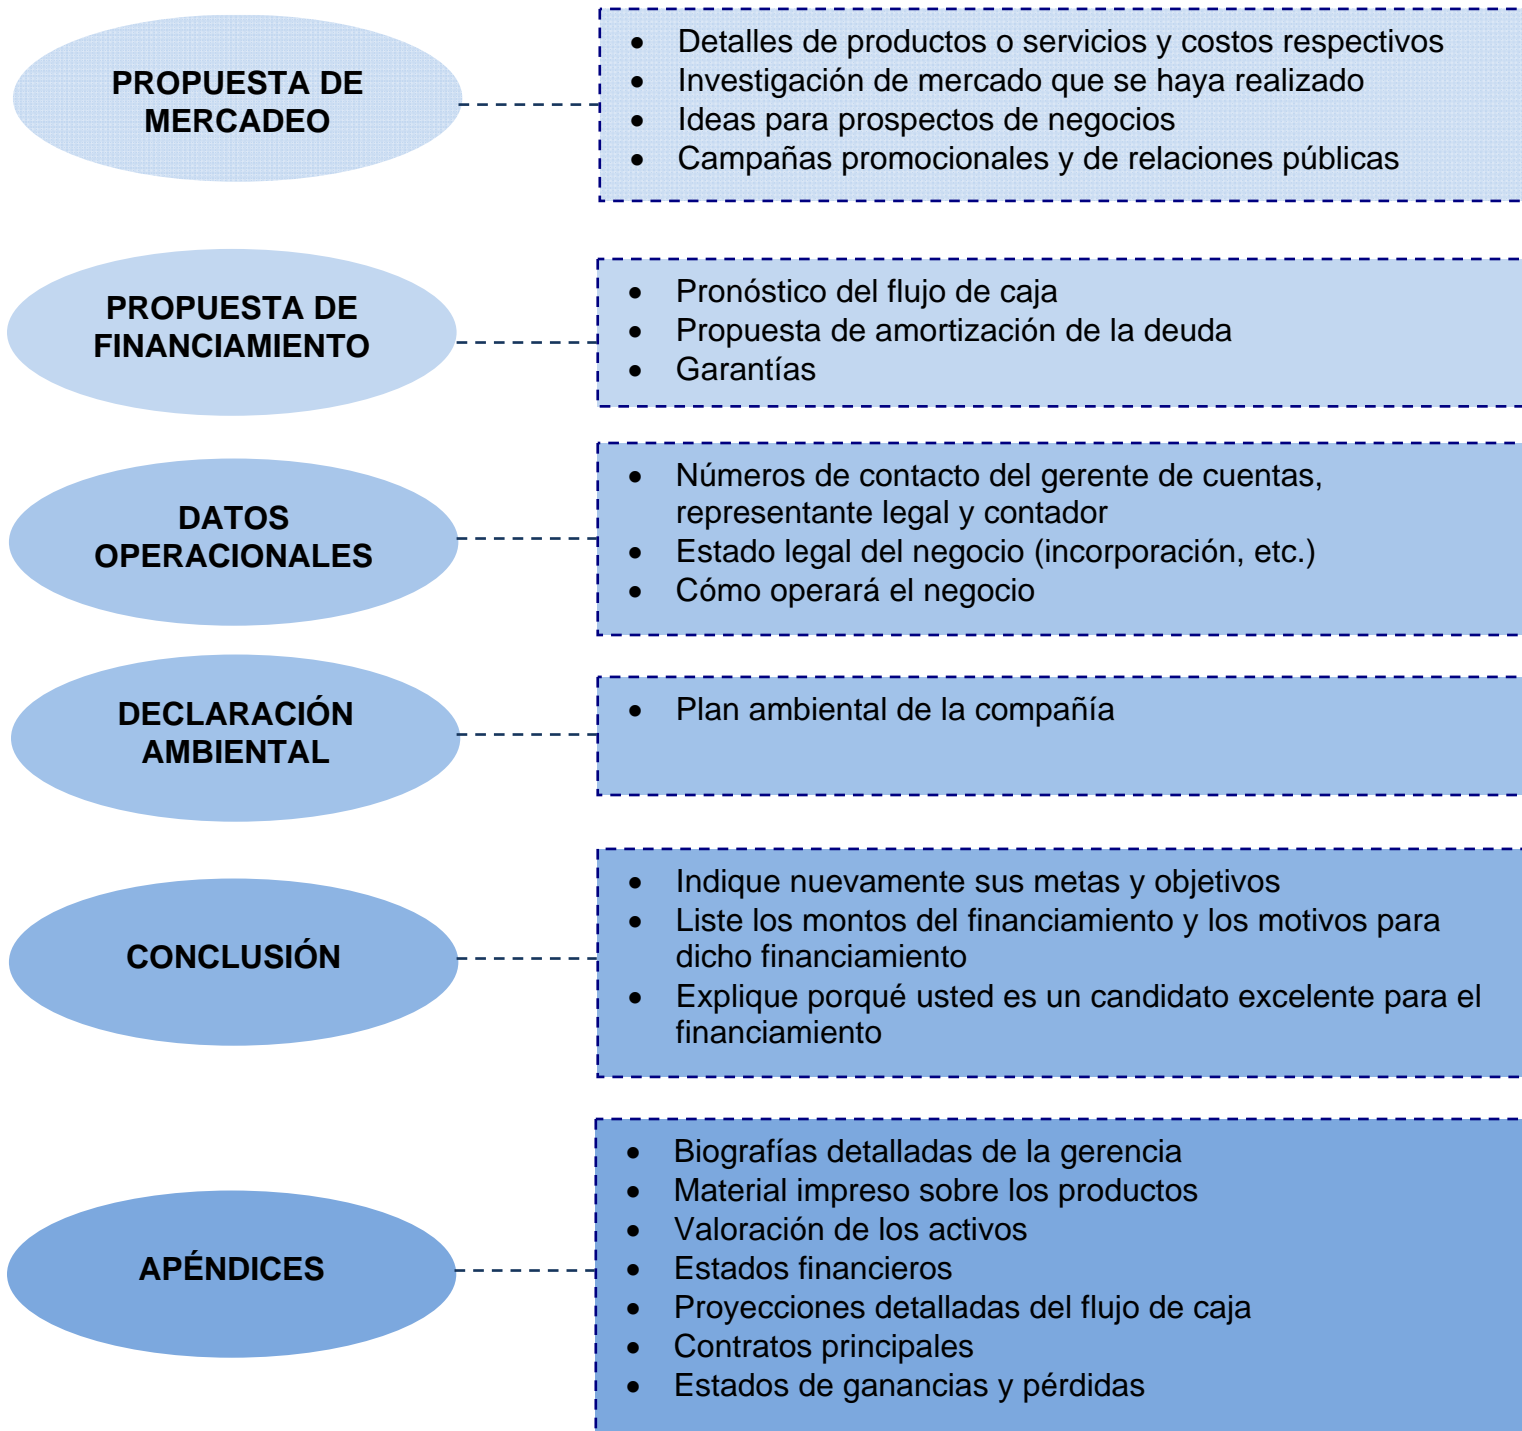 PROPUESTA DE
MERCADEO
• Detalles de productos o servicios y costos respectivos
• Investigación de mercado que se haya realizado
• Ideas para prospectos de negocios
• Campañas promocionales y de relaciones públicas
PROPUESTA DE
FINANCIAMIENTO
• Pronóstico del flujo de caja
• Propuesta de amortización de la deuda
• Garantías
DATOS
OPERACIONALES
• Números de contacto del gerente de cuentas,
representante legal y contador
• Estado legal del negocio (incorporación, etc.)
• Cómo operará el negocio
DECLARACIÓN
AMBIENTAL
• Plan ambiental de la compañía
CONCLUSIÓN
• Indique nuevamente sus metas y objetivos
• Liste los montos del financiamiento y los motivos para
dicho financiamiento
• Explique porqué usted es un candidato excelente para el
financiamiento
APÉNDICES
• Biografías detalladas de la gerencia
• Material impreso sobre los productos
• Valoración de los activos
• Estados financieros
• Proyecciones detalladas del flujo de caja
• Contratos principales
• Estados de ganancias y pérdidas